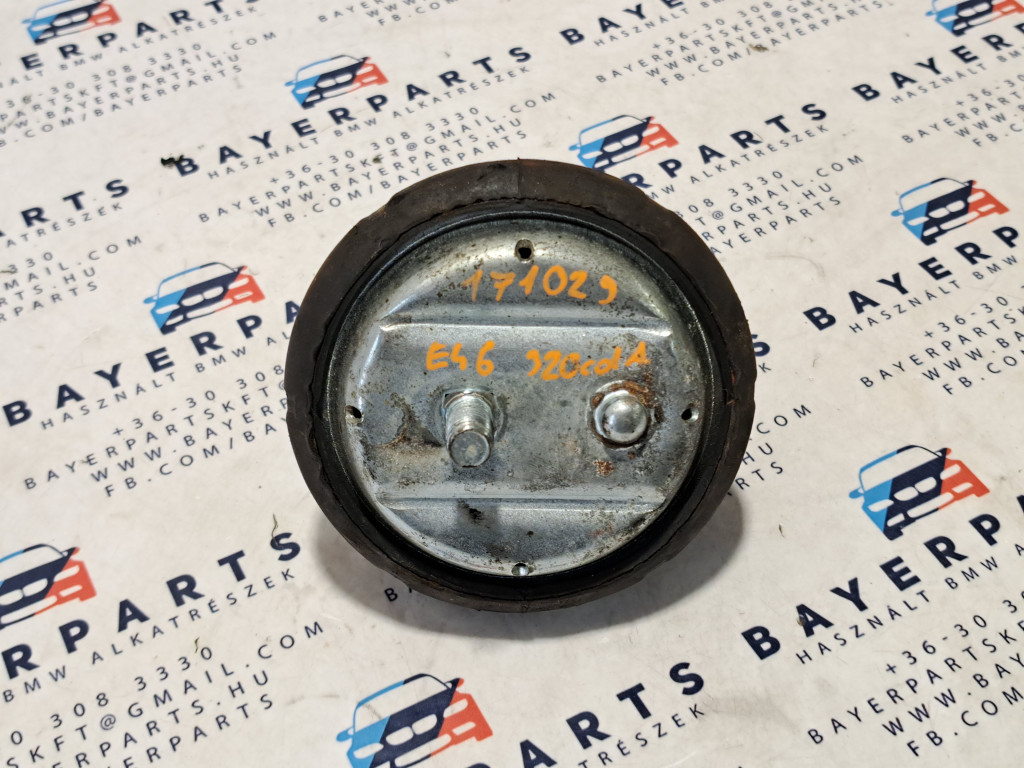 171029
E46 320cdA
BAYERPARTS
HASZNÁLT BMW ALKATRÉSZEK
+36-30 308 3330
BAYERPARTSKFT@GMAIL.COM
WWW.BAYERPARTS.HU
FB.COM/BAYERPARTS